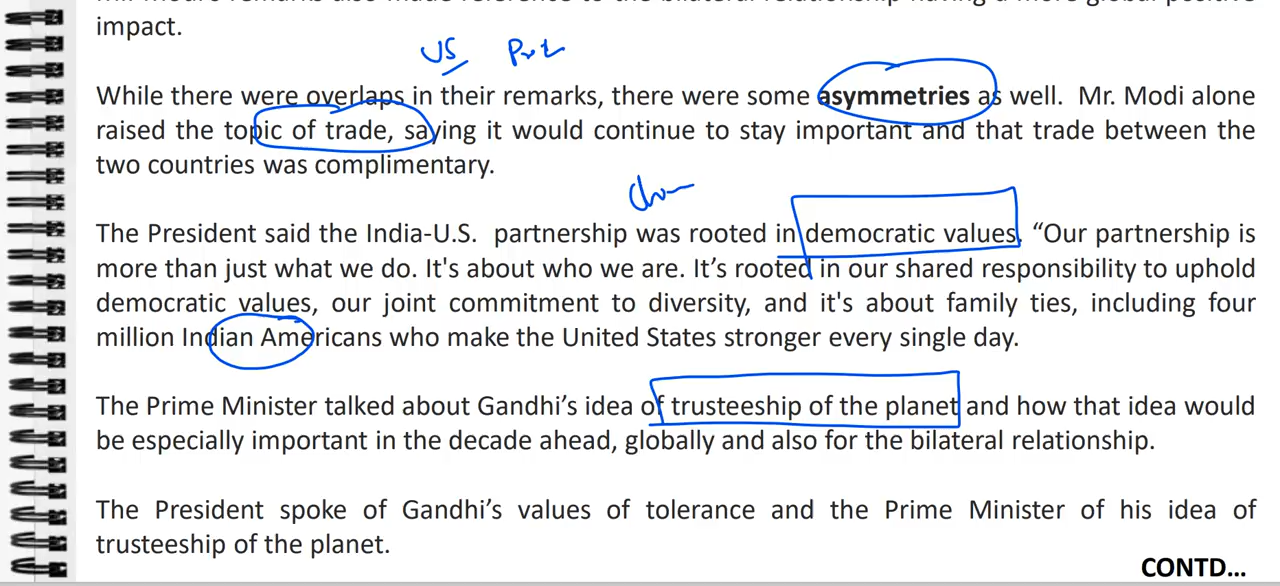 impact.
US
While there were overlaps in their remarks, there were some asymmetries as well. Mr. Modi alone
raised the topic of trade, saying it would continue to stay important and that trade between the
two countries was complimentary.
The President said the India-U.S. partnership was rooted in democratic values. “Our partnership is
more than just what we do. It's about who we are. It’s rooted in our shared responsibility to uphold
democratic values, our joint commitment to diversity, and it's about family ties, including four
million Indian Americans who make the United States stronger every single day.
The Prime Minister talked about Gandhi’s idea of trusteeship of the planet and how that idea would
be especially important in the decade ahead, globally and also for the bilateral relationship.
The President spoke of Gandhi’s values of tolerance and the Prime Minister of his idea of
trusteeship of the planet.
CONTD...